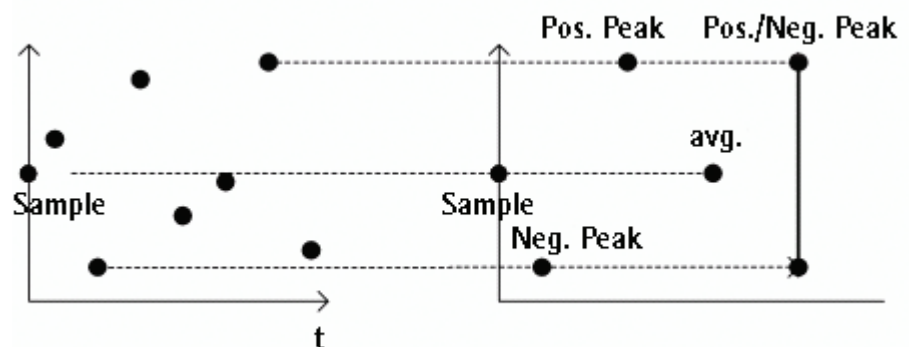 Pos. Peak Pos./Neg. Peak
avg.
Sample Sample
Neg. Peak
t